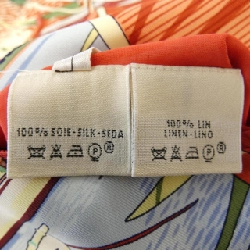 100% SOIE-SILK-SEDA
P
100% LIN
LINEN-LINO
P